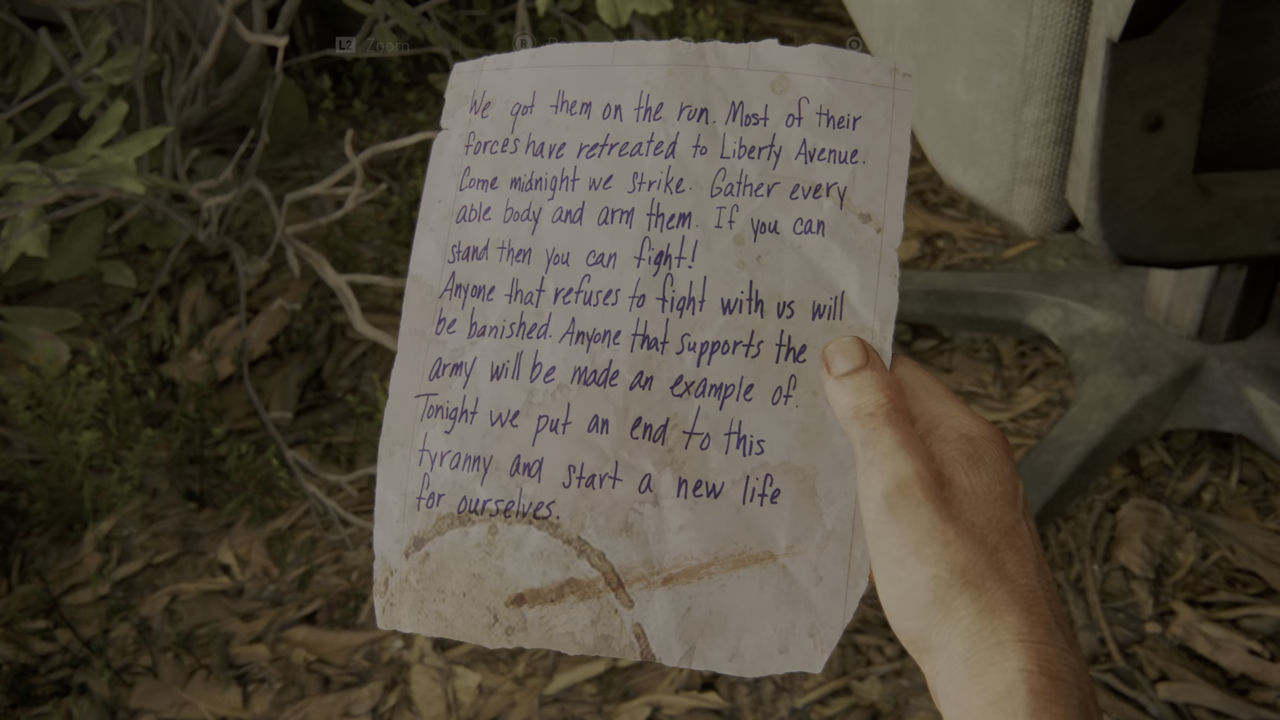 L2 Zoom
We got them on the run. Most of their
forces have retreated to Liberty Avenue.
Come midnight we strike. Gather every
able body and arm them. If you can
stand then you can fight!
Anyone that refuses to fight with us will
be banished. Anyone that supports the
army will be made an example of.
Tonight we put an end to this
tyranny and start a new life
for ourselves.